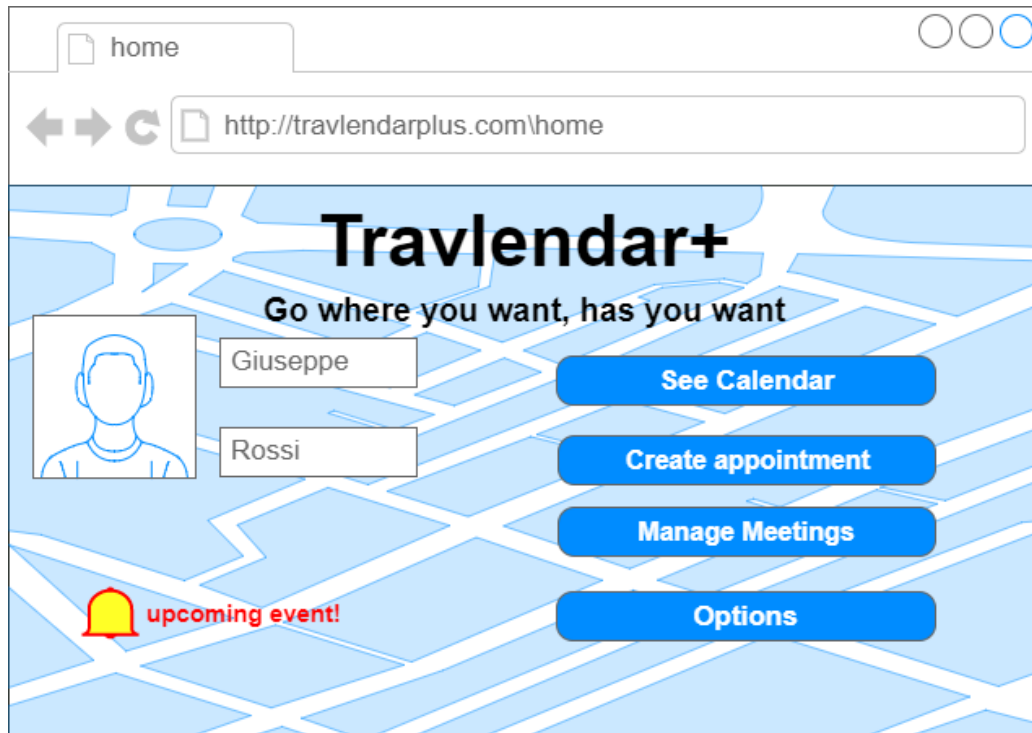 home
http://travlendarplus.com\home
Travlendar+
Go where you want, has you want
Giuseppe
Rossi
See Calendar
Create appointment
Manage Meetings
Options
upcoming event!